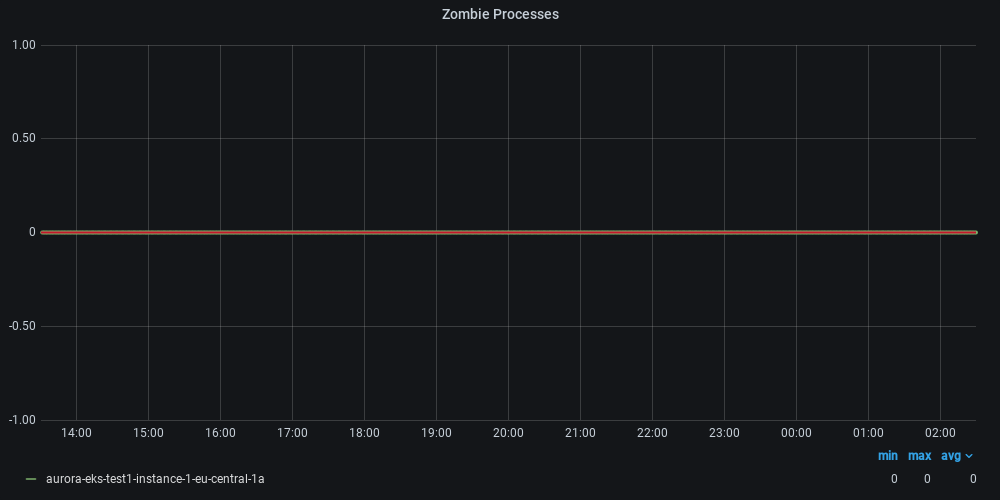 Zombie Processes
1.00
0.50
0
-0.50
-1.00
14:00 15:00 16:00 17:00 18:00 19:00 20:00 21:00 22:00 23:00 00:00 01:00 02:00
min max avg
aurora-eks-test1-instance-1-eu-central-1a 0 0 0